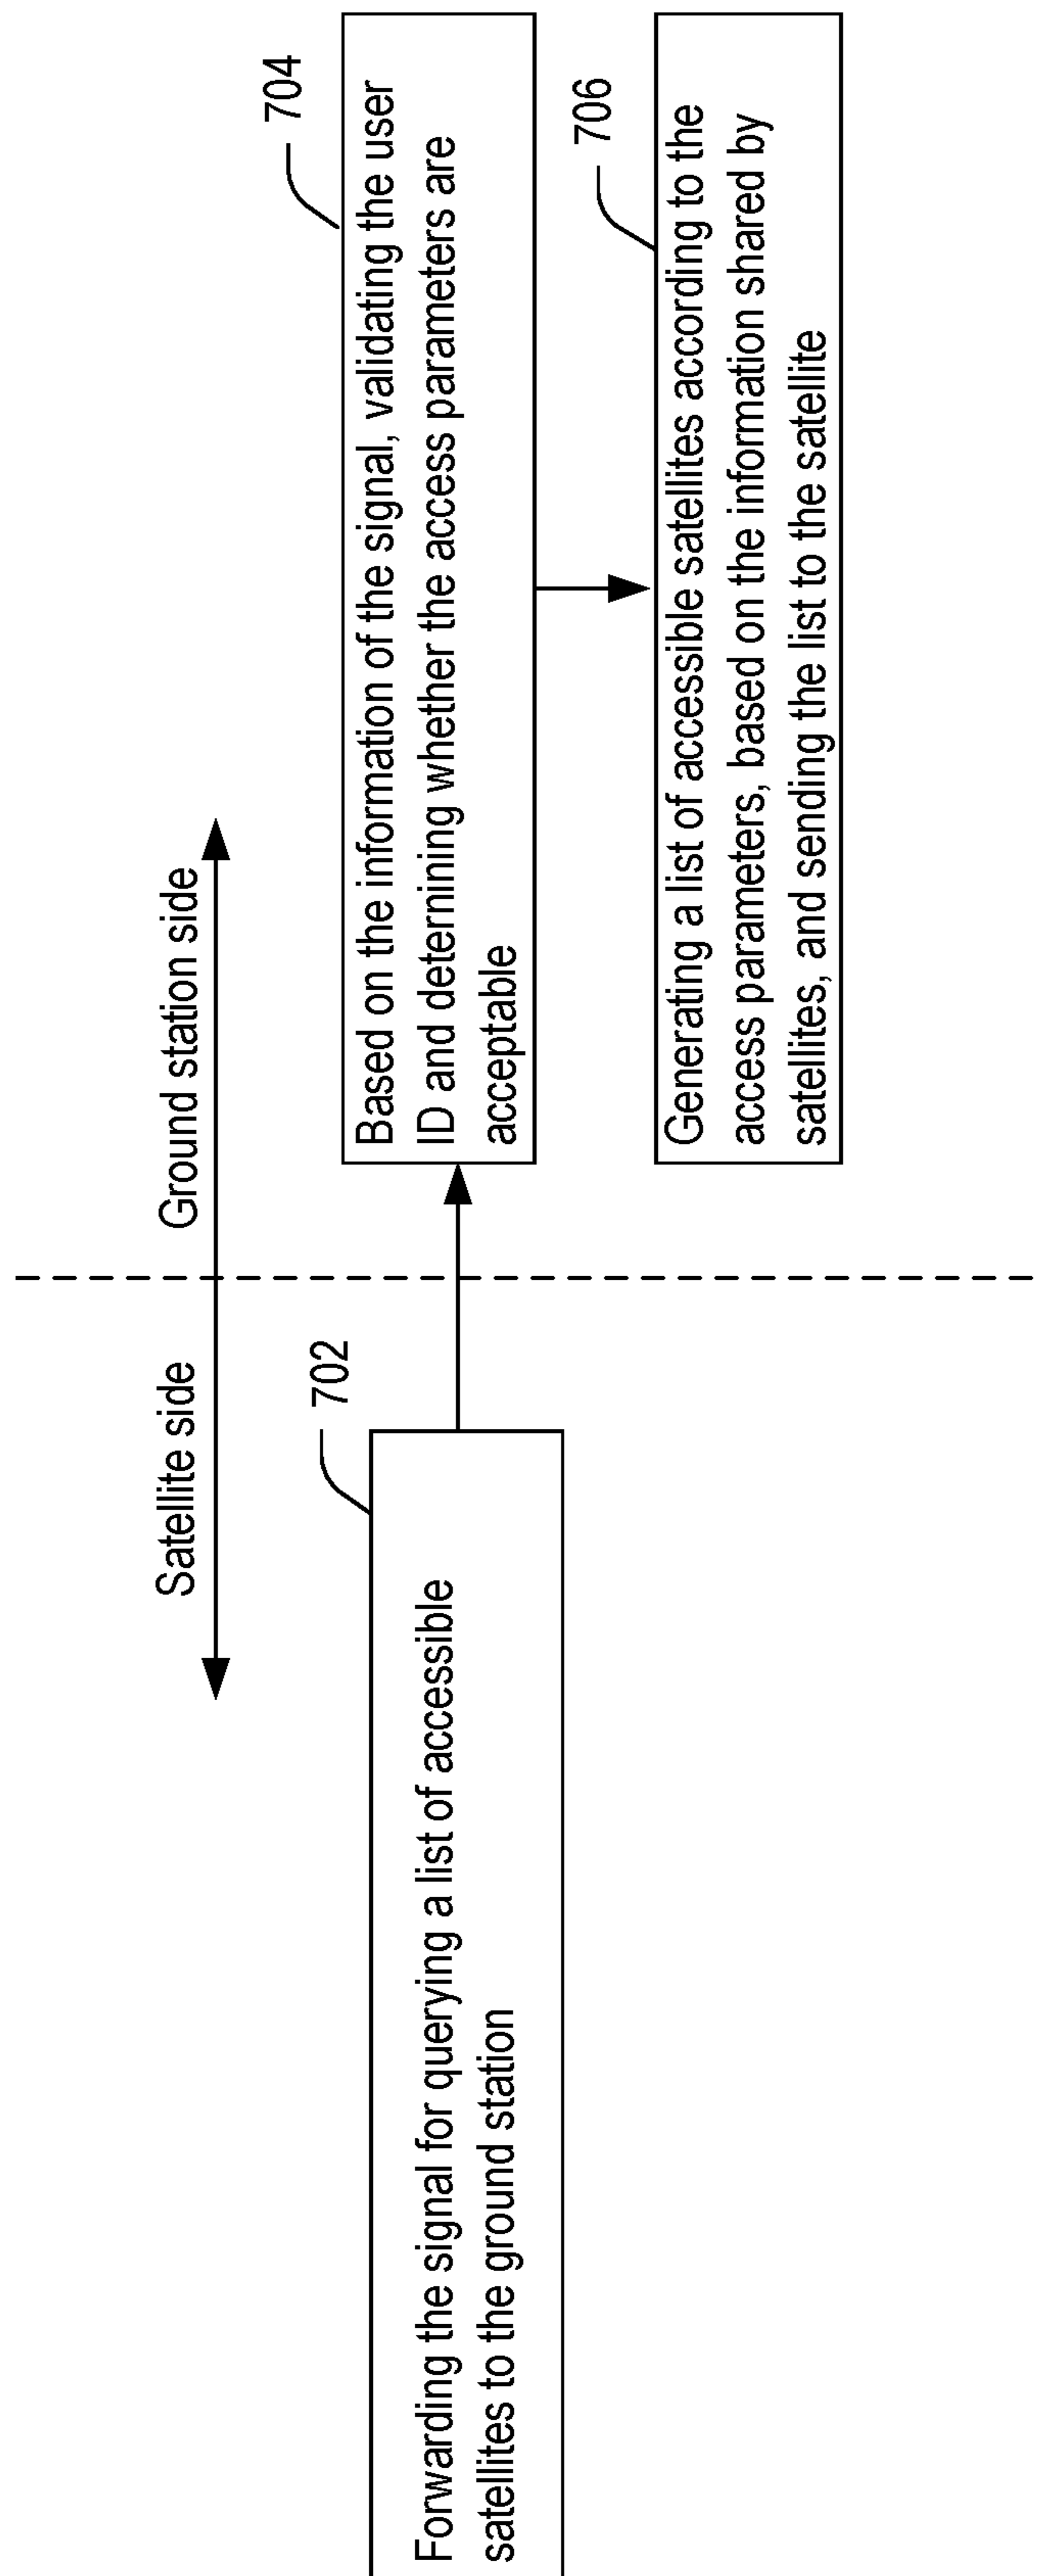 Satellite side
Ground station side
702
Forwarding the signal for querying a list of accessible
satellites to the ground station
704
Based on the information of the signal, validating the user
ID and deternining whether the access parameters are
acceptable
706
Generating a list of accessible satellites according to the
access parameters, based on the information shared by
satellites, and sending the list to the satellite